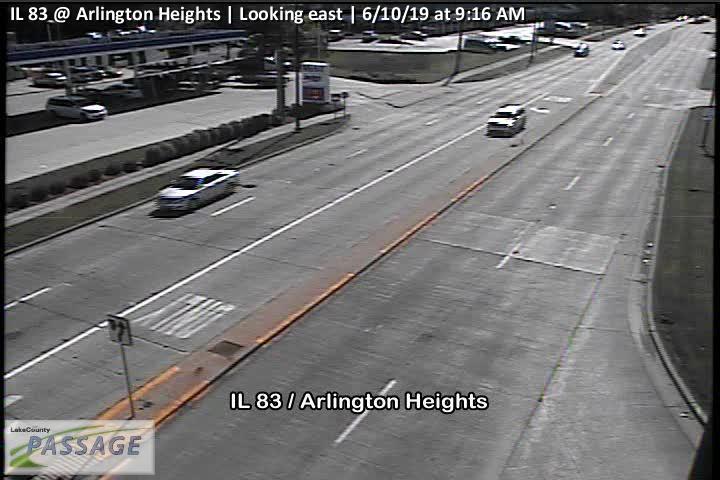 IL 83 @ Arlington Heights | Looking east | 6/10/19 at 9:16 AM
IL 83 / Arlington Heights
LakeCounty
PASSAGE